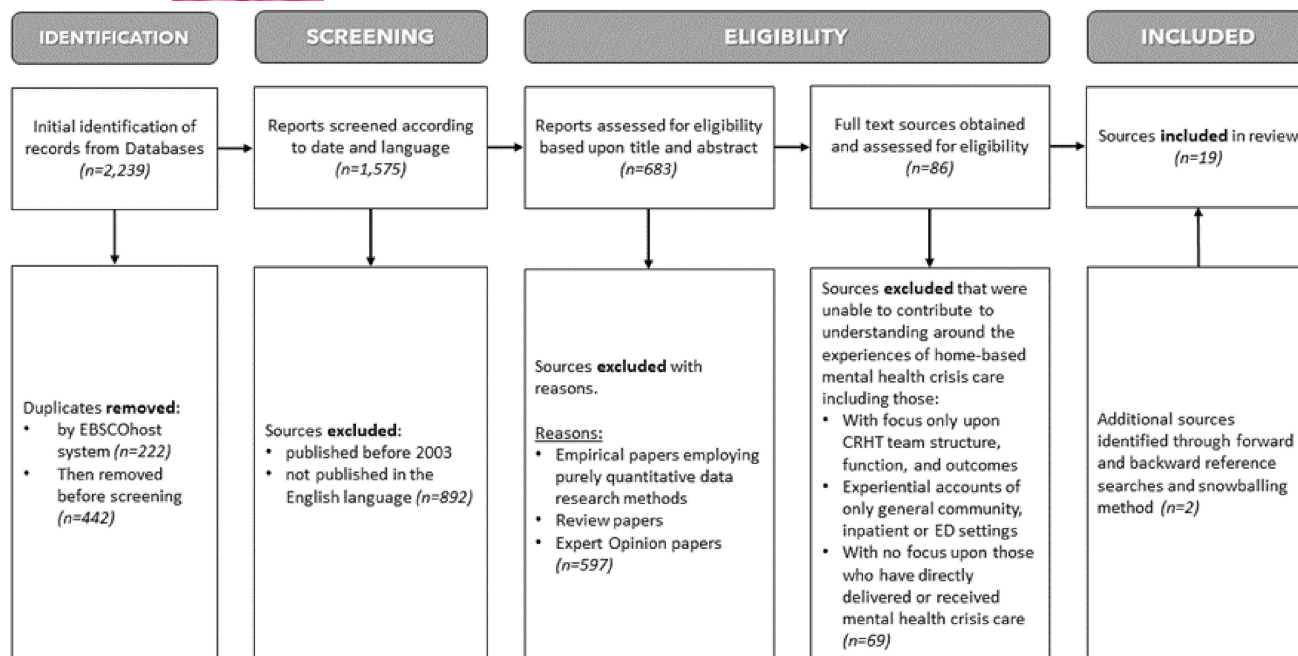 IDENTIFICATION
SCREENING
ELIGIBILITY
INCLUDED
Initial identification of
records from Databases
(n=2,239)
Reports screened according
to date and language
(n=1,575)
Reports assessed for eligibility
based upon title and abstract
(n=683)
Full text sources obtained
and assessed for eligibility
(n=86)
Sources included in review
(n=19)
Duplicates removed:
• by EBSCOhost
system (n=222)
• Then removed
before screening
(n=442)
Sources excluded:
• published before 2003
• not published in the
English language (n=892)
Sources excluded with
reasons.
Reasons:
• Empirical papers employing
purely quantitative data
research methods
• Review papers
• Expert Opinion papers
(n=597)
Sources excluded that were
unable to contribute to
understanding around the
experiences of home-based
mental health crisis care
including those:
• With focus only upon
CRHT team structure,
function, and outcomes
• Experiential accounts of
only general community,
inpatient or ED settings
• With no focus upon those
who have directly
delivered or received
mental health crisis care
(n=69)
Additional sources
identified through forward
and backward reference
searches and snowballing
method (n=2)